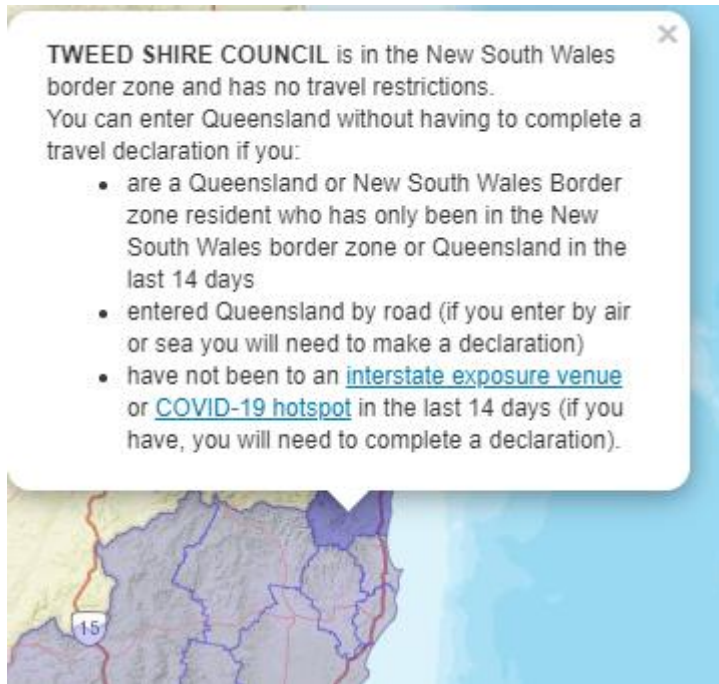 ×
TWEED SHIRE COUNCIL is in the New South Wales
border zone and has no travel restrictions.
You can enter Queensland without having to complete a
travel declaration if you:
• are a Queensland or New South Wales Border
zone resident who has only been in the New
South Wales border zone or Queensland in the
last 14 days
• entered Queensland by road (if you enter by air
or sea you will need to make a declaration)
• have not been to an interstate exposure venue
or COVID-19 hotspot in the last 14 days (if you
have, you will need to complete a declaration).
15